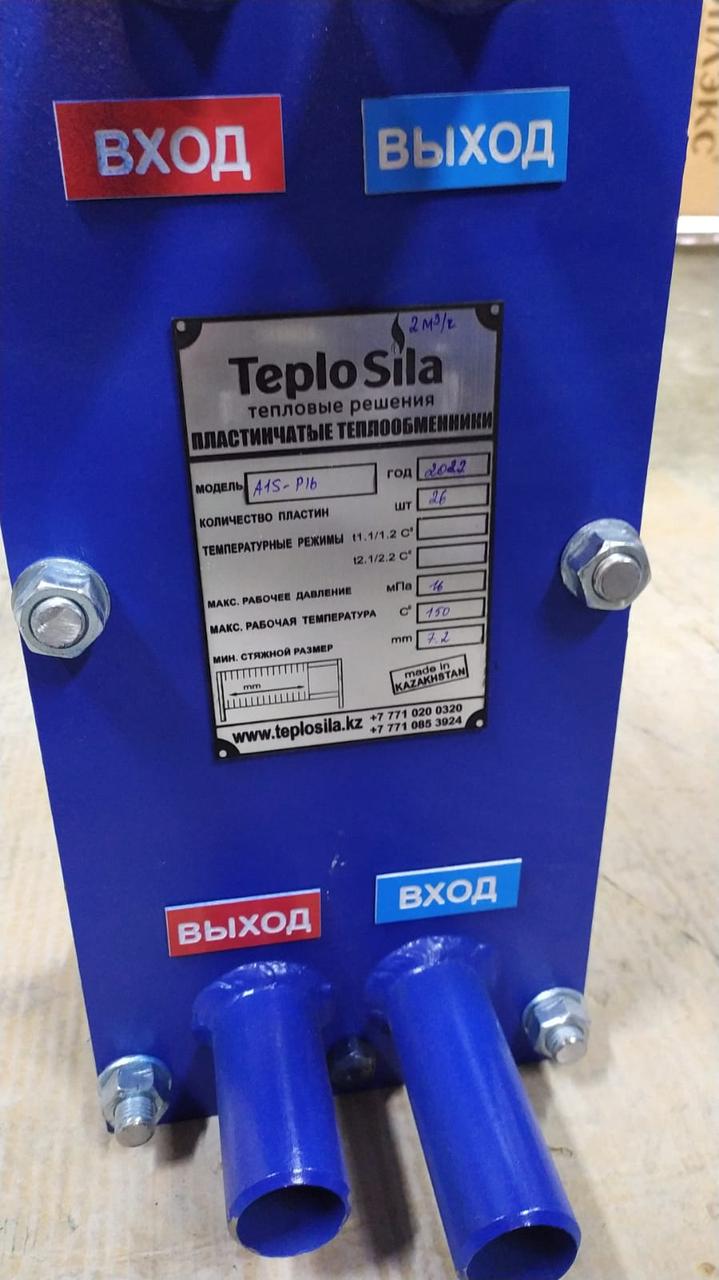 ВХОД ВЫХОД
2 м³/ч
TeploSila
тепловые решения
ПЛАСТИНЧАТЫЕ ТЕПЛООБМЕННИКИ
МОДЕЛЬ A1S-P16 ГОД 2022
КОЛИЧЕСТВО ПЛАСТИН ШТ 26
ТЕМПЕРАТУРНЫЕ РЕЖИМЫ t1.1/1.2 C°
t2.1/2.2 C°
МАКС. РАБОЧЕЕ ДАВЛЕНИЕ мПа 16
МАКС. РАБОЧАЯ ТЕМПЕРАТУРА C° 150
МИН. СТЯЖНОЙ РАЗМЕР mm 7.2
mm
made in
KAZAKHSTAN
www.teplosila.kz +7 771 020 0320
+7 771 085 3924
ВЫХОД ВХОД